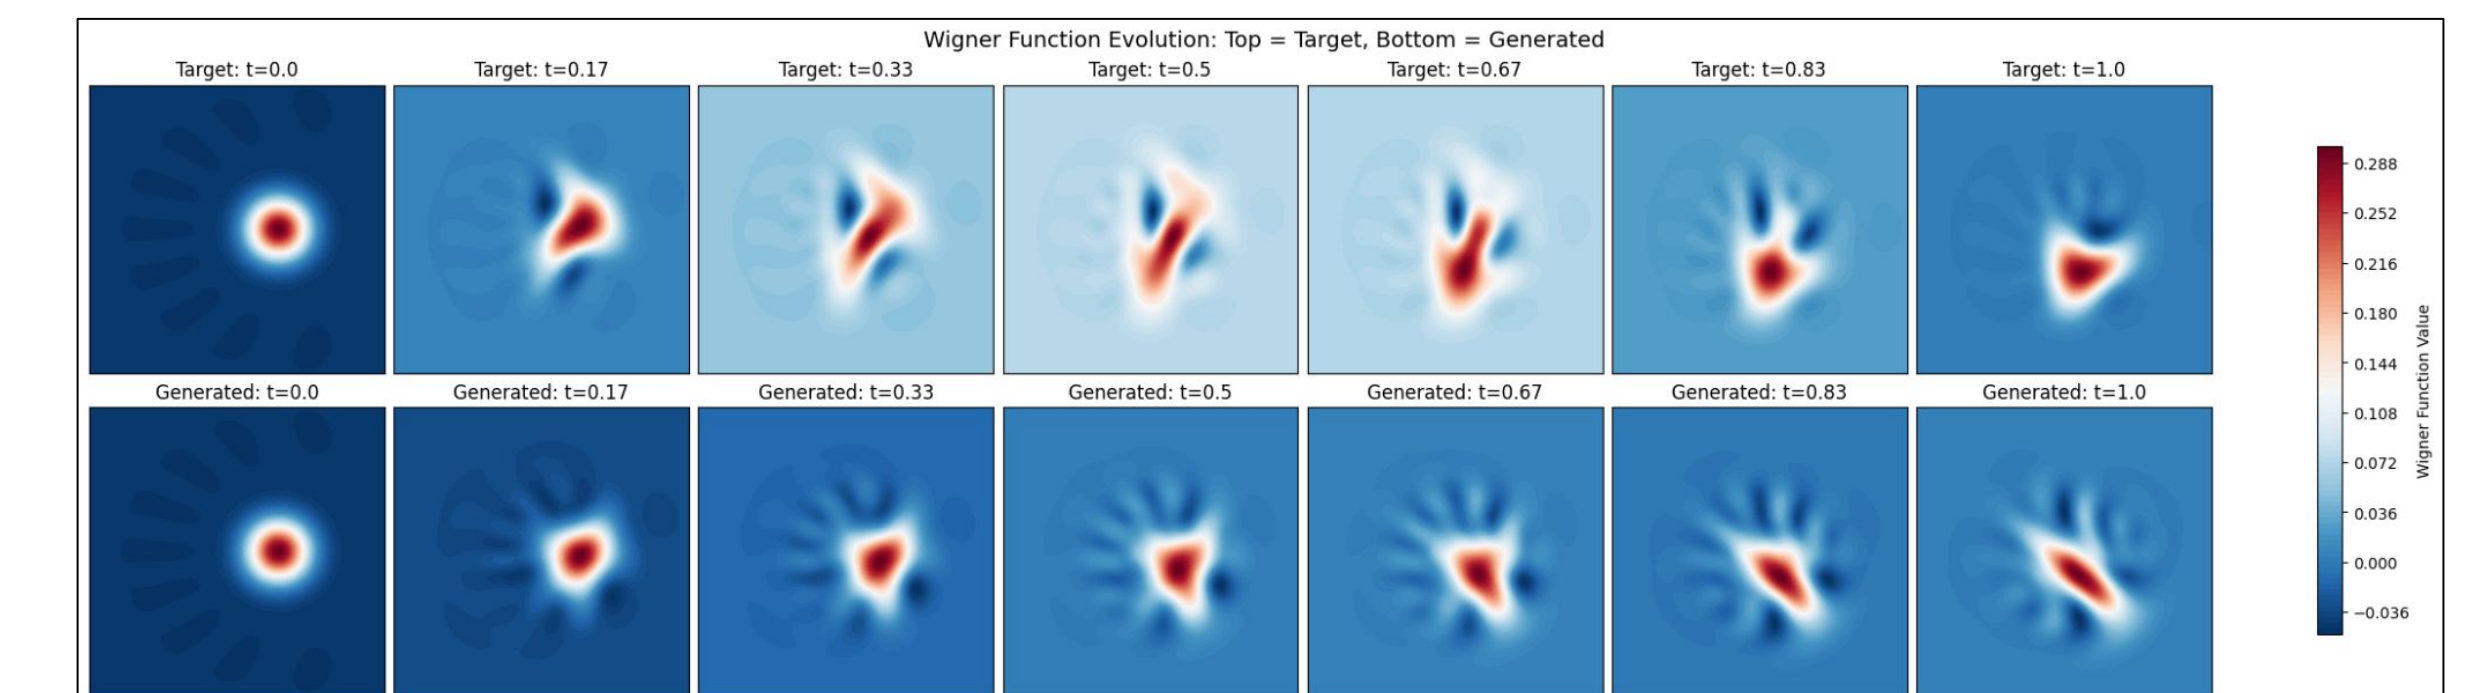 Wigner Function Evolution: Top = Target, Bottom = Generated
Target: t=0.0
Target: t=0.17
Target: t=0.33
Target: t=0.5
Target: t=0.67
Target: t=0.83
Target: t=1.0
Generated: t=0.0
Generated: t=0.17
Generated: t=0.33
Generated: t=0.5
Generated: t=0.67
Generated: t=0.83
Generated: t=1.0
0.288
0.252
0.216
0.180
0.144
0.108
0.072
0.036
0.000
−0.036
Wigner Function Value